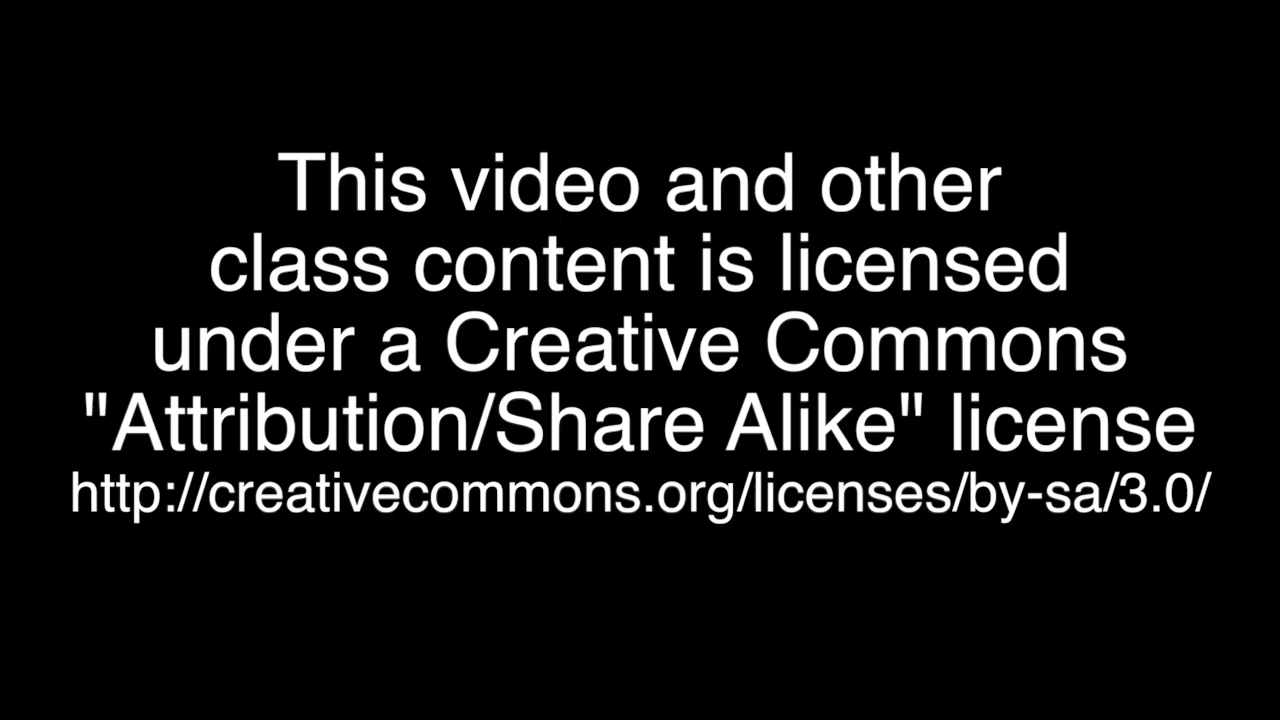 This video and other
class content is licensed
under a Creative Commons
"Attribution/Share Alike" license
http://creativecommons.org/licenses/by-sa/3.0/